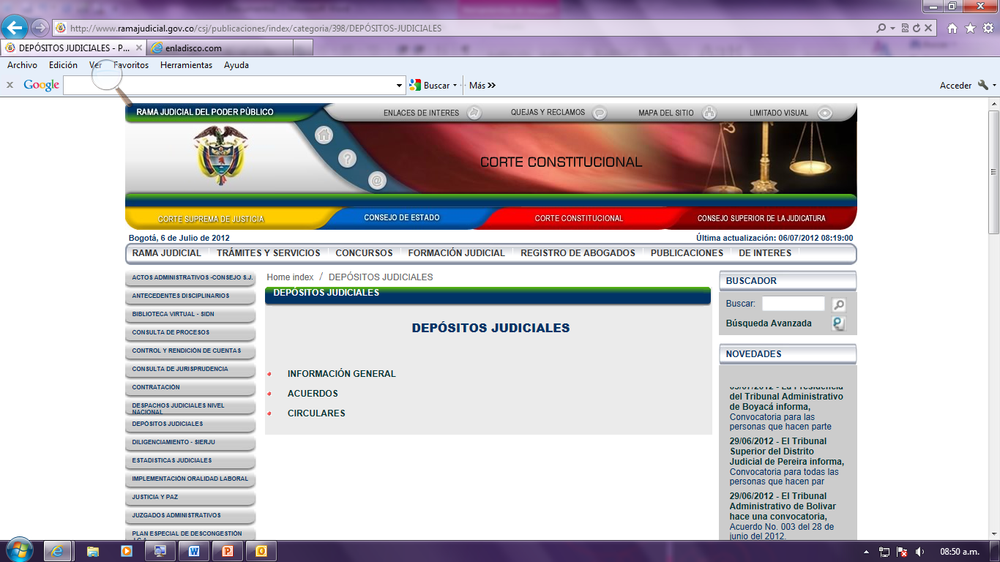 http://www.ramajudicial.gov.co/csj/publicaciones/index/categoria/398/DEPÓSITOS-JUDICIALES
DEPÓSITOS JUDICIALES - P...
enladisco.com
Archivo Edición Ver Favoritos Herramientas Ayuda
x Google Buscar Más >> Acceder
RAMA JUDICIAL DEL PODER PÚBLICO
ENLACES DE INTERES QUEJAS Y RECLAMOS MAPA DEL SITIO LIMITADO VISUAL
CORTE CONSTITUCIONAL
CORTE SUPREMA DE JUSTICIA CONSEJO DE ESTADO CORTE CONSTITUCIONAL CONSEJO SUPERIOR DE LA JUDICATURA
Bogotá, 6 de Julio de 2012 Última actualización: 06/07/2012 08:19:00
RAMA JUDICIAL TRÁMITES Y SERVICIOS CONCURSOS FORMACIÓN JUDICIAL REGISTRO DE ABOGADOS PUBLICACIONES DE INTERES
ACTOS ADMINISTRATIVOS -CONSEJO S.J.
ANTECEDENTES DISCIPLINARIOS
BIBLIOTECA VIRTUAL - SIDN
CONSULTA DE PROCESOS
CONTROL Y RENDICIÓN DE CUENTAS
CONSULTA DE JURISPRUDENCIA
CONTRATACIÓN
DESPACHOS JUDICIALES NIVEL
NACIONAL
DEPÓSITOS JUDICIALES
DILIGENCIAMIENTO - SIERJU
ESTADISTICAS JUDICIALES
IMPLEMENTACIÓN ORALIDAD LABORAL
JUSTICIA Y PAZ
JUZGADOS ADMINISTRATIVOS
PLAN ESPECIAL DE DESCONGESTIÓN
Home index / DEPÓSITOS JUDICIALES
DEPÓSITOS JUDICIALES
DEPÓSITOS JUDICIALES
INFORMACIÓN GENERAL
ACUERDOS
CIRCULARES
BUSCADOR
Buscar:
Búsqueda Avanzada
NOVEDADES
05/07/2012 - La Presidencia
del Tribunal Administrativo
de Boyacá informa,
Convocatoria para las
personas que hacen parte
29/06/2012 - El Tribunal
Superior del Distrito
Judicial de Pereira informa,
Convocatoria para todas las
personas que hacen par
29/06/2012 - El Tribunal
Administrativo de Bolivar
hace una convocatoria,
Acuerdo No. 003 del 28 de
junio del 2012.
08:50 a.m.